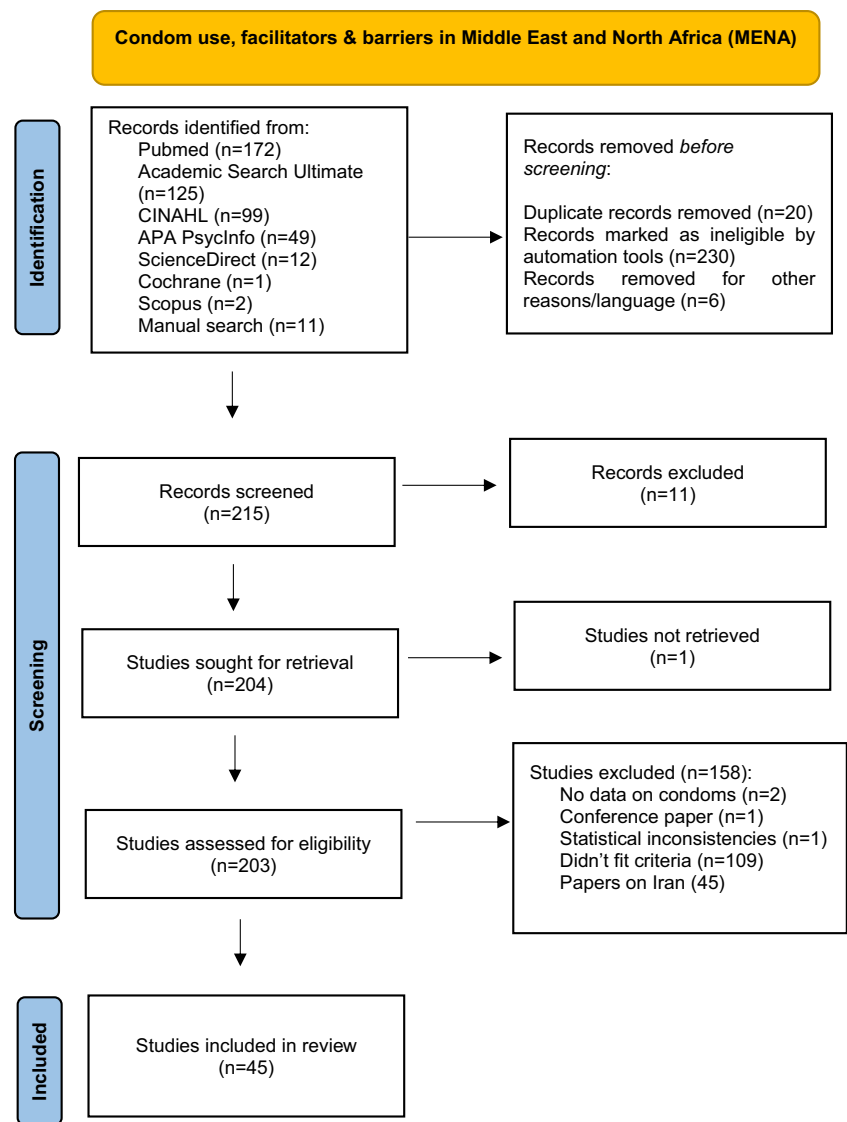 Condom use, facilitators & barriers in Middle East and North Africa (MENA)
Identification
Records identified from:
Pubmed (n=172)
Academic Search Ultimate
(n=125)
CINAHL (n=99)
APA PsycInfo (n=49)
ScienceDirect (n=12)
Cochrane (n=1)
Scopus (n=2)
Manual search (n=11)
Records removed before
screening:
Duplicate records removed (n=20)
Records marked as ineligible by
automation tools (n=230)
Records removed for other
reasons/language (n=6)
Screening
Records screened
(n=215)
Records excluded
(n=11)
Studies sought for retrieval
(n=204)
Studies not retrieved
(n=1)
Studies assessed for eligibility
(n=203)
Studies excluded (n=158):
No data on condoms (n=2)
Conference paper (n=1)
Statistical inconsistencies (n=1)
Didn't fit criteria (n=109)
Papers on Iran (45)
Included
Studies included in review
(n=45)